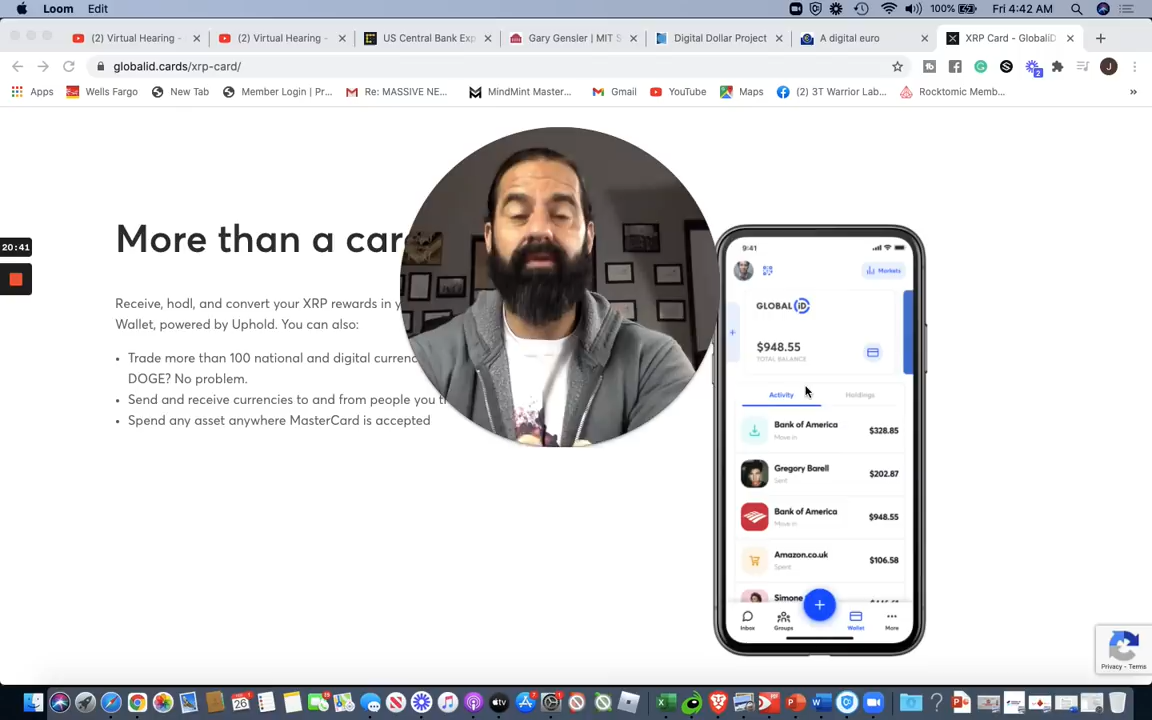 Loom Edit
100% Fri 4:42 AM
(2) Virtual Hearing -
(2) Virtual Hearing -
US Central Bank Exp
Gary Gensler | MIT S
Digital Dollar Project
A digital euro
XRP Card - GlobaliD
globalid.cards/xrp-card/
J
2
Apps
Wells Fargo
New Tab
Member Login | Pr...
Re: MASSIVE NE...
MindMint Master...
Gmail
YouTube
Maps
(2) 3T Warrior Lab...
Rocktomic Memb...
»
More than a car
20:41
Receive, hodl, and convert your XRP rewards in y
Wallet, powered by Uphold. You can also:
• Trade more than 100 national and digital currenc
DOGE? No problem.
• Send and receive currencies to and from people you t
• Spend any asset anywhere MasterCard is accepted
9:41
Markets
GLOBAL iD
$948.55
TOTAL BALANCE
Activity
Holdings
Bank of America
Move in
$328.85
Gregory Barell
Sent
$202.87
Bank of America
Move in
$948.55
Amazon.co.uk
Spent
$106.58
Simone
Inbox
Groups
Wallet
More
Privacy - Terms